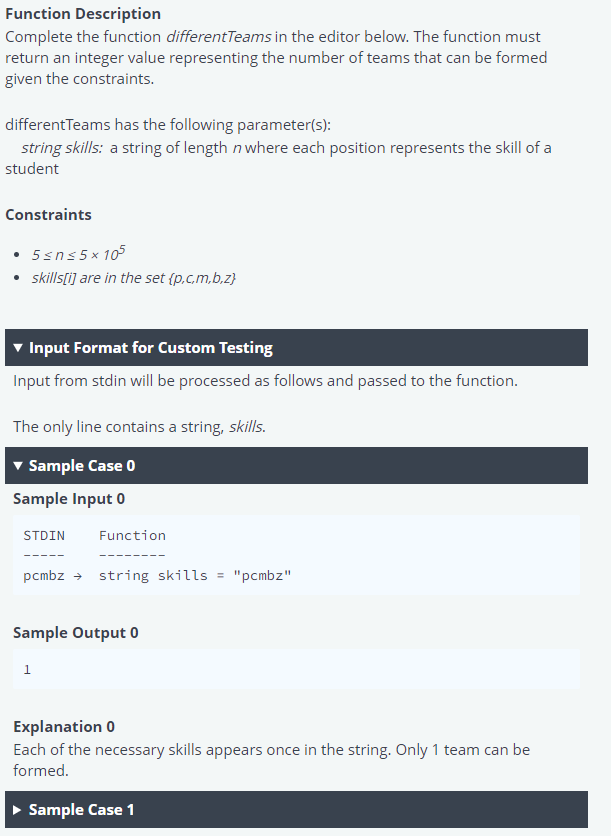 Function Description
Complete the function differentTeams in the editor below. The function must
return an integer value representing the number of teams that can be formed
given the constraints.
differentTeams has the following parameter(s):
string skills: a string of length n where each position represents the skill of a
student
Constraints
• 5 ≤ n ≤ 5 × 10⁵
• skills[i] are in the set {p,c,m,b,z}
▼ Input Format for Custom Testing
Input from stdin will be processed as follows and passed to the function.
The only line contains a string, skills.
▼ Sample Case 0
Sample Input 0
STDIN Function
----- --------
pcmbz → string skills = "pcmbz"
Sample Output 0
1
Explanation 0
Each of the necessary skills appears once in the string. Only 1 team can be
formed.
▶ Sample Case 1